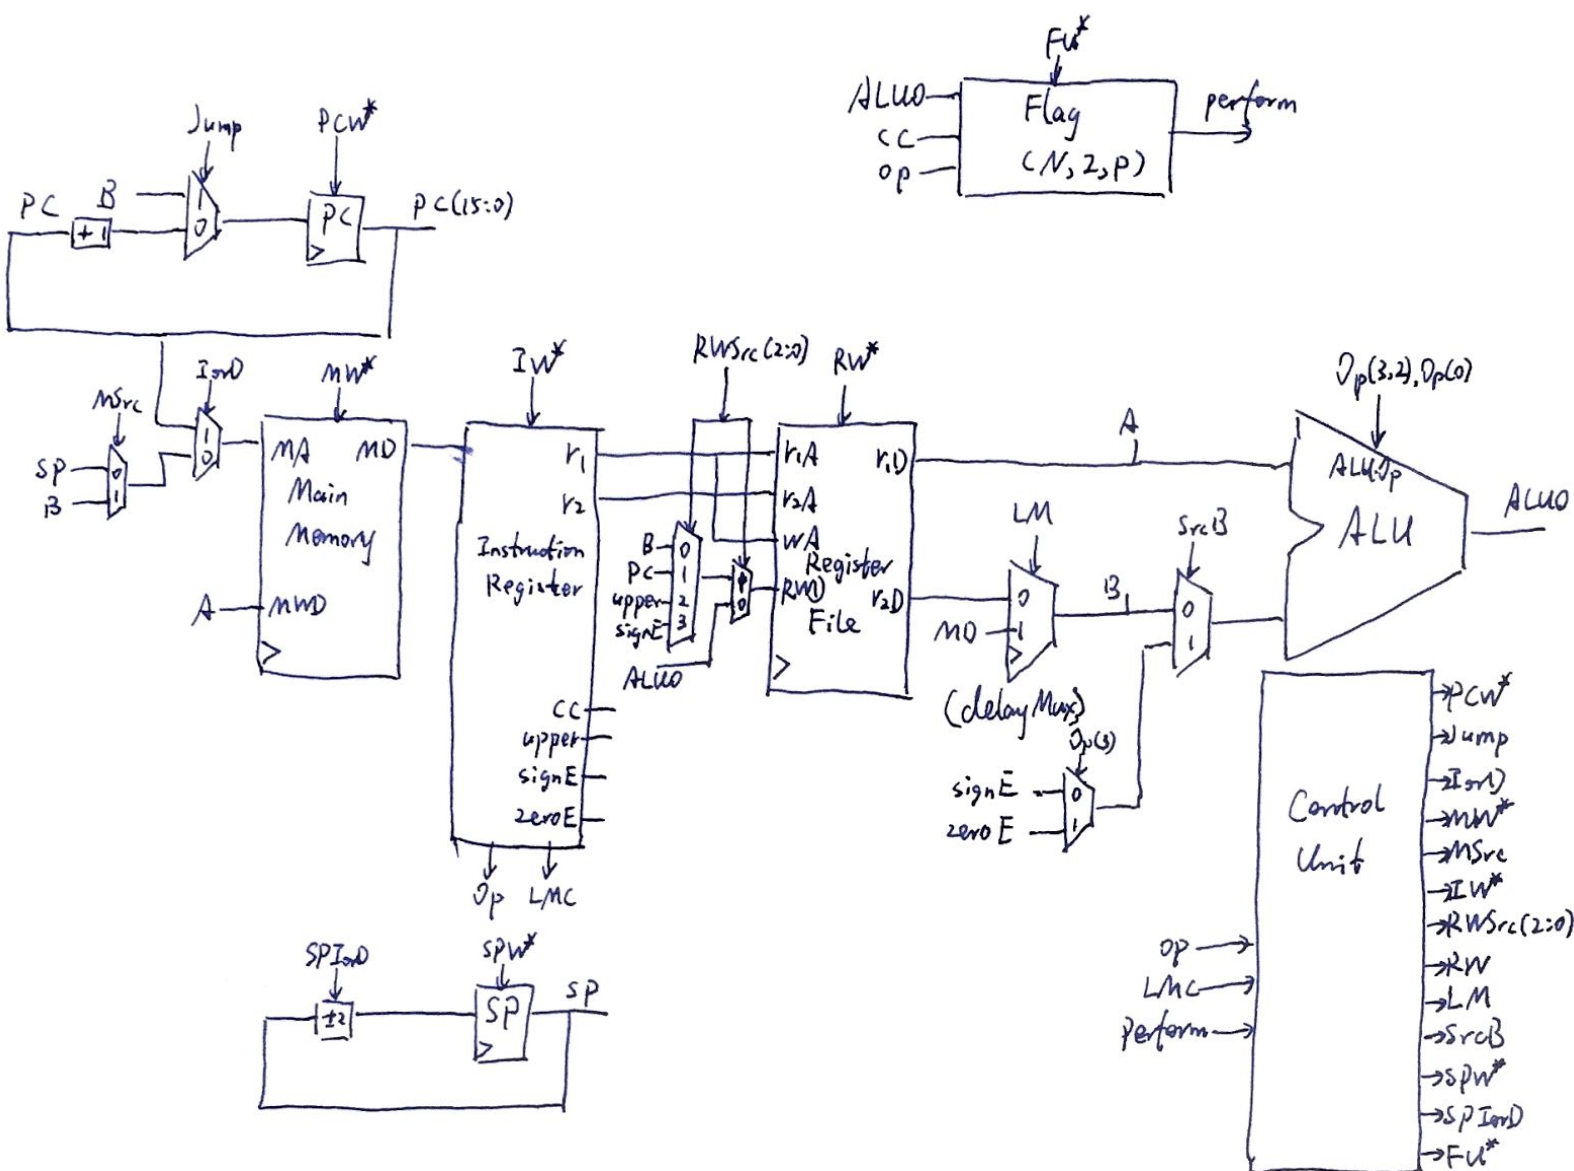 FU*
ALUO
CC
OP
Flag
(N,Z,P)
perform
Jump
PCW*
PC
B
+1
1
0
PC
PC(15:0)
MSrc
IorD
MW*
SP
B
0
1
1
0
MA
MD
Main
Memory
A
MWD
IW*
r1
r2
Instruction
Register
CC
upper
signE
zeroE
Op
LMC
RWSrc(2:0)
RW*
B
PC
upper
signE
0
1
2
3
ALUO
0
r1A
r2A
wA
RWD
r1D
r2D
Register
File
A
LM
MD
0
1
(delay Mux)
B
SrcB
0
1
Op(3)
signE
zeroE
0
1
Op(3,2),Op(0)
ALUOp
ALU
ALUO
SPIorD
SPW*
±2
SP
SP
Control
Unit
OP
LMC
Perform
PCW*
Jump
IorD
MW*
MSrc
IW*
RWSrc(2:0)
RW
LM
SrcB
SPW*
SPIorD
FU*